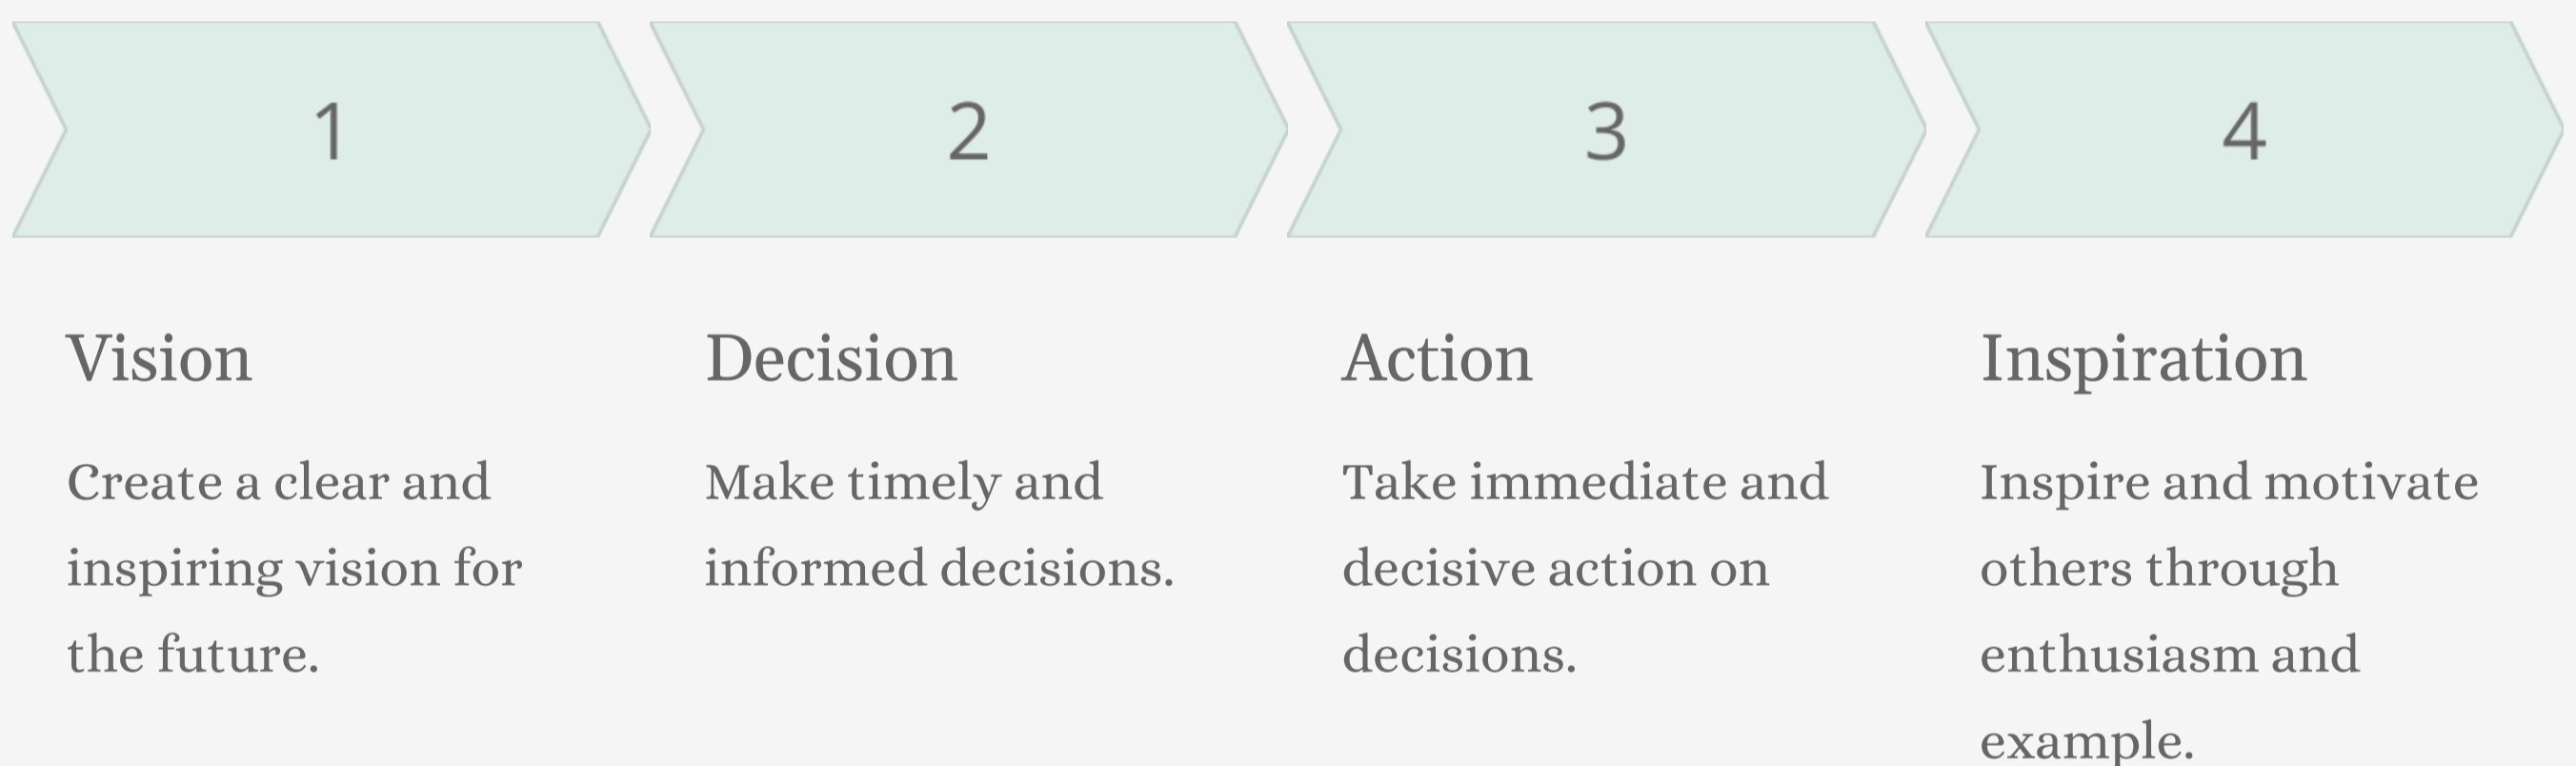 1
2
3
4
Vision
Create a clear and
inspiring vision for
the future.
Decision
Make timely and
informed decisions.
Action
Take immediate and
decisive action on
decisions.
Inspiration
Inspire and motivate
others through
enthusiasm and
example.